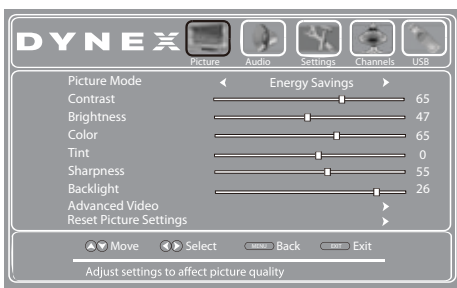 DYNEX
Picture Audio Settings Channels USB
Picture Mode Energy Savings
Contrast 65
Brightness 47
Color 65
Tint 0
Sharpness 55
Backlight 26
Advanced Video
Reset Picture Settings
Move Select MENU Back EXIT Exit
Adjust settings to affect picture quality